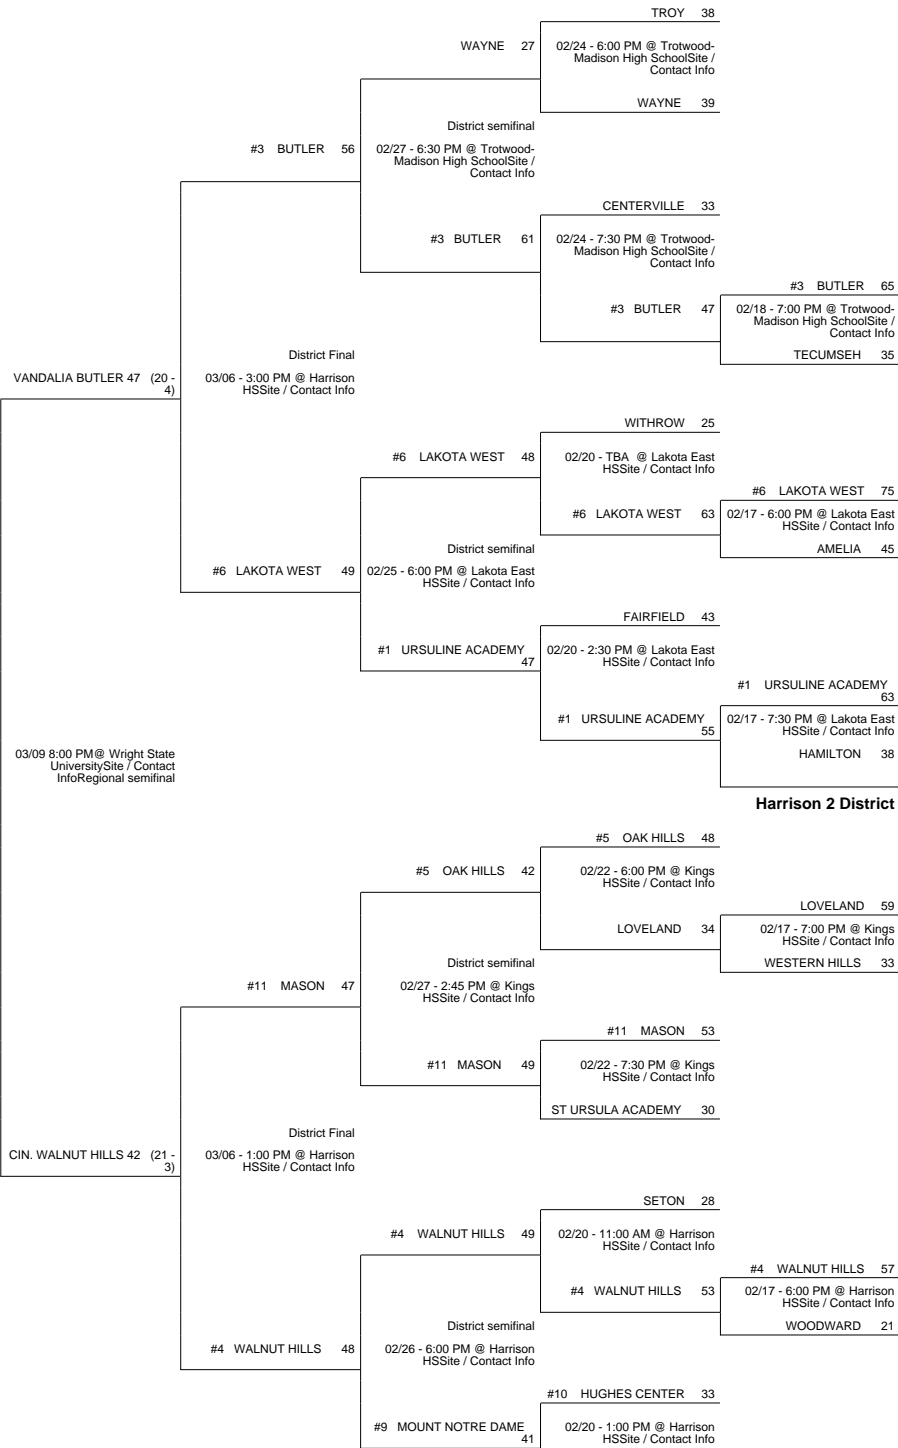 TROY 38
WAYNE 27
02/24 - 6:00 PM @ Trotwood-
Madison High SchoolSite /
Contact Info
WAYNE 39
District semifinal
#3 BUTLER 56
02/27 - 6:30 PM @ Trotwood-
Madison High SchoolSite /
Contact Info
CENTERVILLE 33
#3 BUTLER 61
02/24 - 7:30 PM @ Trotwood-
Madison High SchoolSite /
Contact Info
#3 BUTLER 65
#3 BUTLER 47
02/18 - 7:00 PM @ Trotwood-
Madison High SchoolSite /
Contact Info
TECUMSEH 35
District Final
VANDALIA BUTLER 47 (20 -
4)
03/06 - 3:00 PM @ Harrison
HSSite / Contact Info
WITHROW 25
#6 LAKOTA WEST 48
02/20 - TBA @ Lakota East
HSSite / Contact Info
#6 LAKOTA WEST 75
#6 LAKOTA WEST 63
02/17 - 6:00 PM @ Lakota East
HSSite / Contact Info
AMELIA 45
District semifinal
#6 LAKOTA WEST 49
02/25 - 6:00 PM @ Lakota East
HSSite / Contact Info
FAIRFIELD 43
#1 URSULINE ACADEMY
47
02/20 - 2:30 PM @ Lakota East
HSSite / Contact Info
#1 URSULINE ACADEMY
63
#1 URSULINE ACADEMY
55
02/17 - 7:30 PM @ Lakota East
HSSite / Contact Info
HAMILTON 38
03/09 8:00 PM@ Wright State
UniversitySite / Contact
InfoRegional semifinal
Harrison 2 District
#5 OAK HILLS 48
#5 OAK HILLS 42
02/22 - 6:00 PM @ Kings
HSSite / Contact Info
LOVELAND 59
LOVELAND 34
02/17 - 7:00 PM @ Kings
HSSite / Contact Info
WESTERN HILLS 33
District semifinal
#11 MASON 47
02/27 - 2:45 PM @ Kings
HSSite / Contact Info
#11 MASON 53
#11 MASON 49
02/22 - 7:30 PM @ Kings
HSSite / Contact Info
ST URSULA ACADEMY 30
District Final
CIN. WALNUT HILLS 42 (21 -
3)
03/06 - 1:00 PM @ Harrison
HSSite / Contact Info
SETON 28
#4 WALNUT HILLS 49
02/20 - 11:00 AM @ Harrison
HSSite / Contact Info
#4 WALNUT HILLS 57
#4 WALNUT HILLS 53
02/17 - 6:00 PM @ Harrison
HSSite / Contact Info
WOODWARD 21
District semifinal
#4 WALNUT HILLS 48
02/26 - 6:00 PM @ Harrison
HSSite / Contact Info
#10 HUGHES CENTER 33
#9 MOUNT NOTRE DAME
41
02/20 - 1:00 PM @ Harrison
HSSite / Contact Info